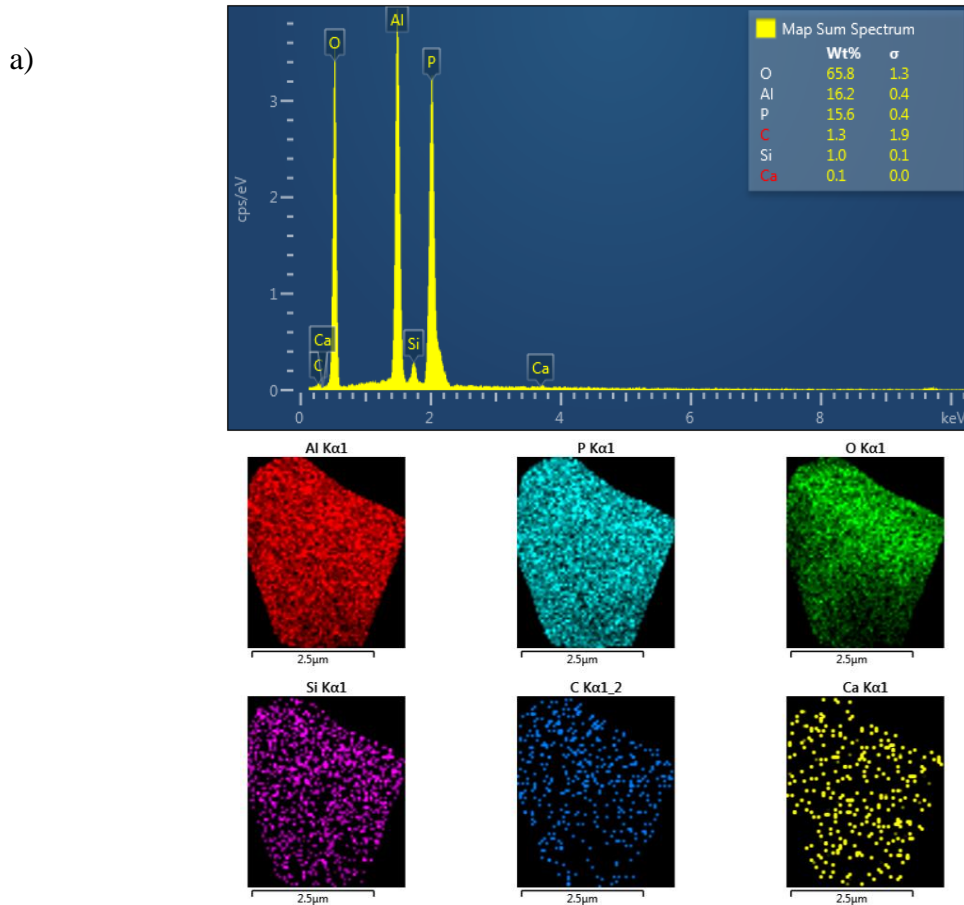 a)
Map Sum Spectrum
Wt% σ
O 65.8 1.3
Al 16.2 0.4
P 15.6 0.4
C 1.3 1.9
Si 1.0 0.1
Ca 0.1 0.0
O
Al
P
Ca
C
Si
Ca
cps/eV
3
2
1
0
0 2 4 6 8 keV
Al Kα1 P Kα1 O Kα1
2.5µm 2.5µm 2.5µm
Si Kα1 C Kα1_2 Ca Kα1
2.5µm 2.5µm 2.5µm